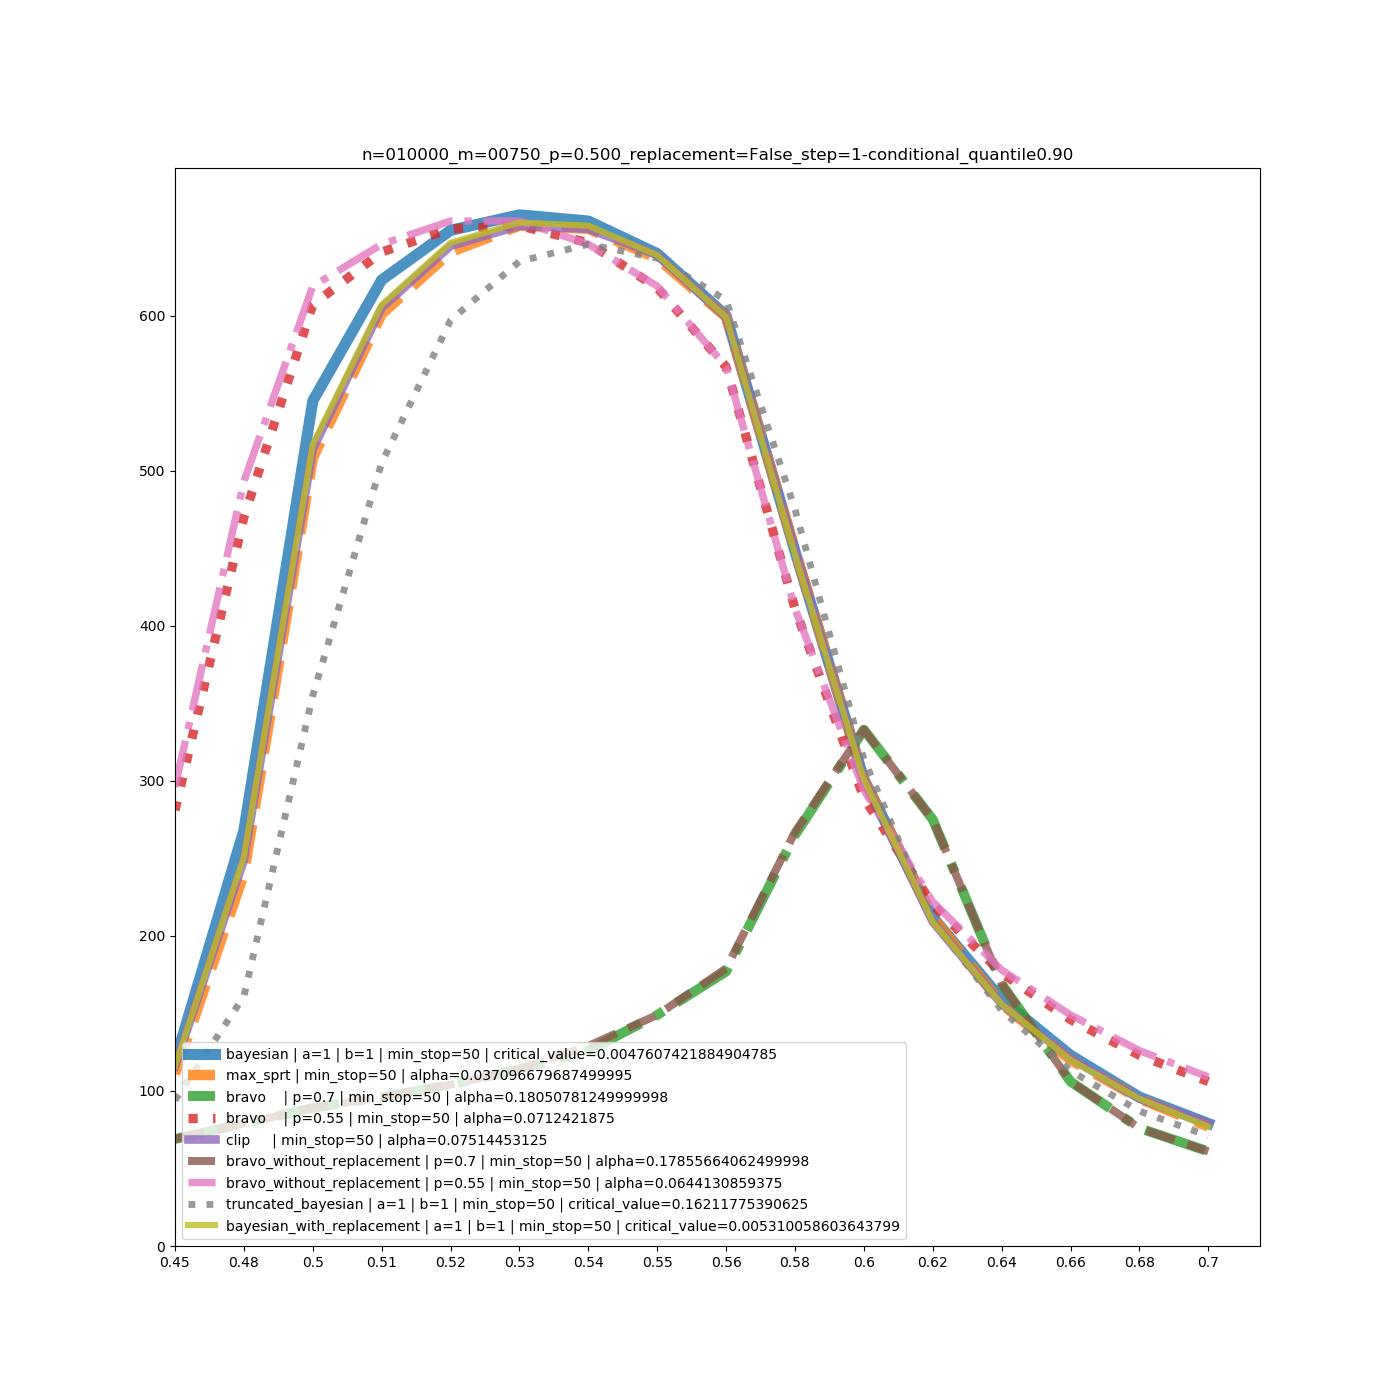 n=010000_m=00750_p=0.500_replacement=False_step=1-conditional_quantile0.90
600
500
400
300
200
100
0
bayesian | a=1 | b=1 | min_stop=50 | critical_value=0.0047607421884904785
max_sprt | min_stop=50 | alpha=0.037096679687499995
bravo | p=0.7 | min_stop=50 | alpha=0.18050781249999998
bravo | p=0.55 | min_stop=50 | alpha=0.0712421875
clip | min_stop=50 | alpha=0.07514453125
bravo_without_replacement | p=0.7 | min_stop=50 | alpha=0.17855664062499998
bravo_without_replacement | p=0.55 | min_stop=50 | alpha=0.0644130859375
truncated_bayesian | a=1 | b=1 | min_stop=50 | critical_value=0.16211775390625
bayesian_with_replacement | a=1 | b=1 | min_stop=50 | critical_value=0.005310058603643799
0.45 0.48 0.5 0.51 0.52 0.53 0.54 0.55 0.56 0.58 0.6 0.62 0.64 0.66 0.68 0.7